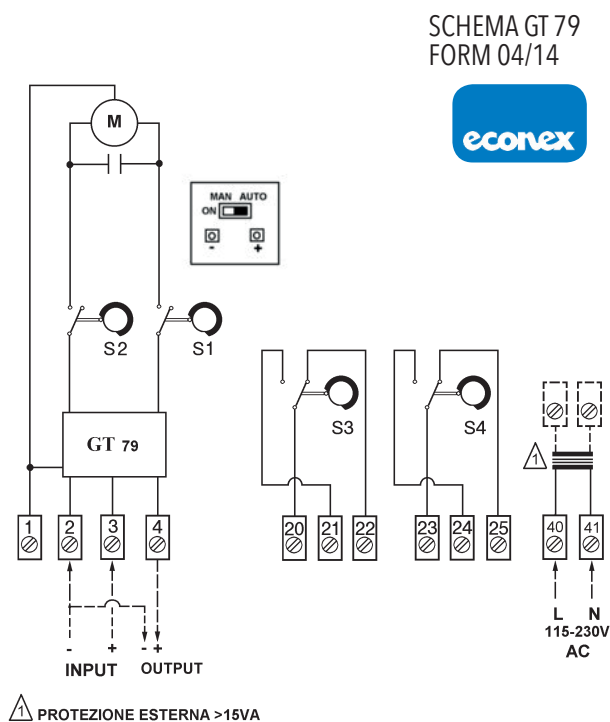 SCHEMA GT 79
FORM 04/14
econex
M
MAN AUTO
ON
- +
S2 S1
S3 S4
GT 79
1
1 2 3 4 20 21 22 23 24 25 40 41
- + - +
INPUT OUTPUT
L N
115-230V
AC
1 PROTEZIONE ESTERNA >15VA